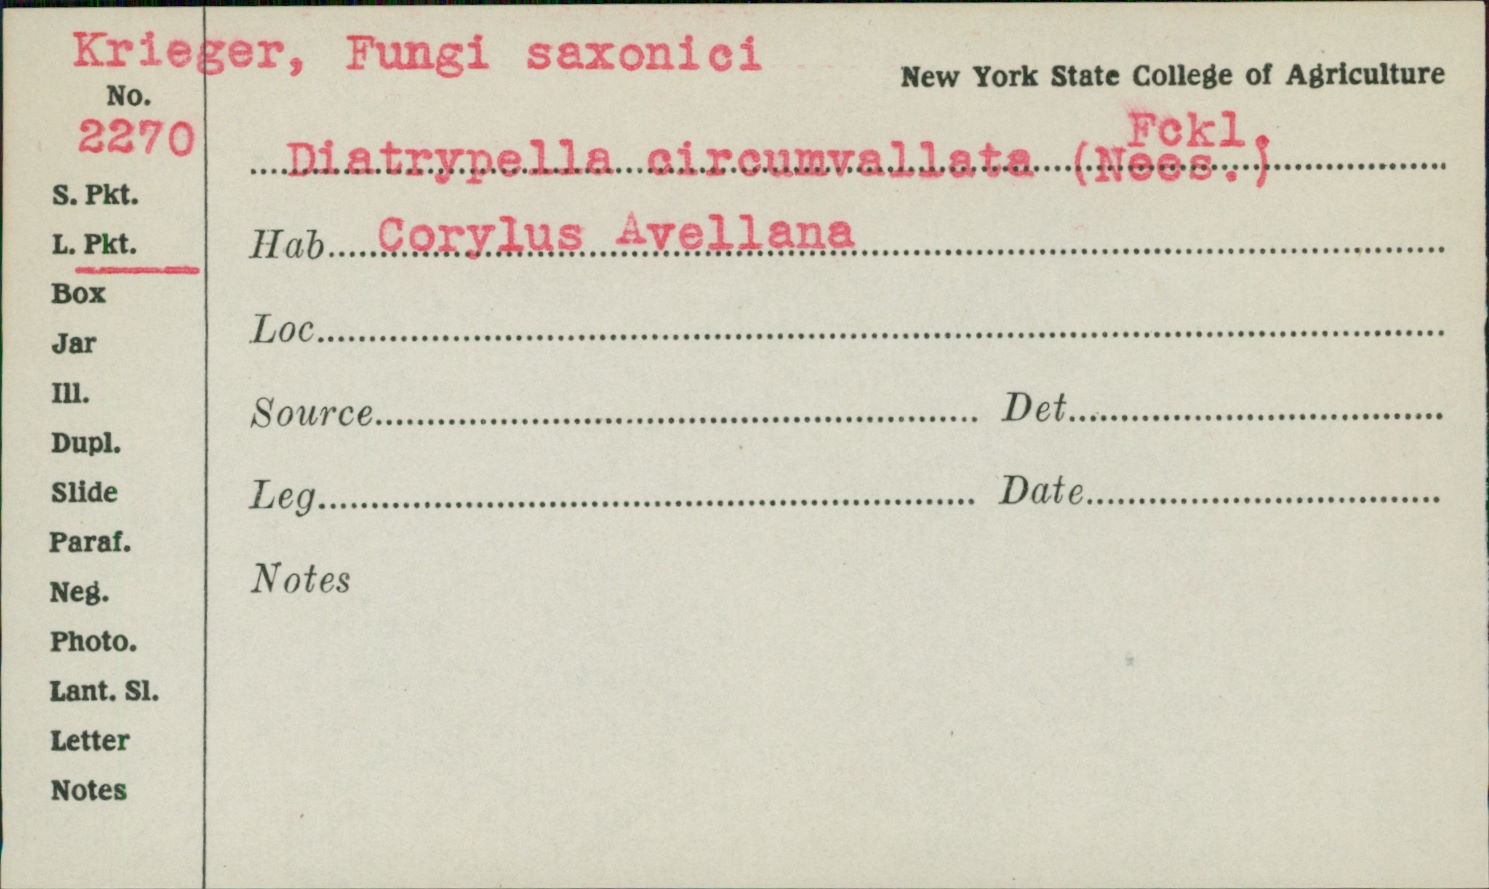 Krieger, Fungi saxonici
New York State College of Agriculture
No.
2270
Fckl.
Diatrypella circumvallata (Nees.)
S. Pkt.
L. Pkt.
Hab. Corylus Avellana
Box
Loc.
Jar
Ill.
Source Det.
Dupl.
Slide
Leg. Date
Paraf.
Neg.
Notes
Photo.
Lant. Sl.
Letter
Notes